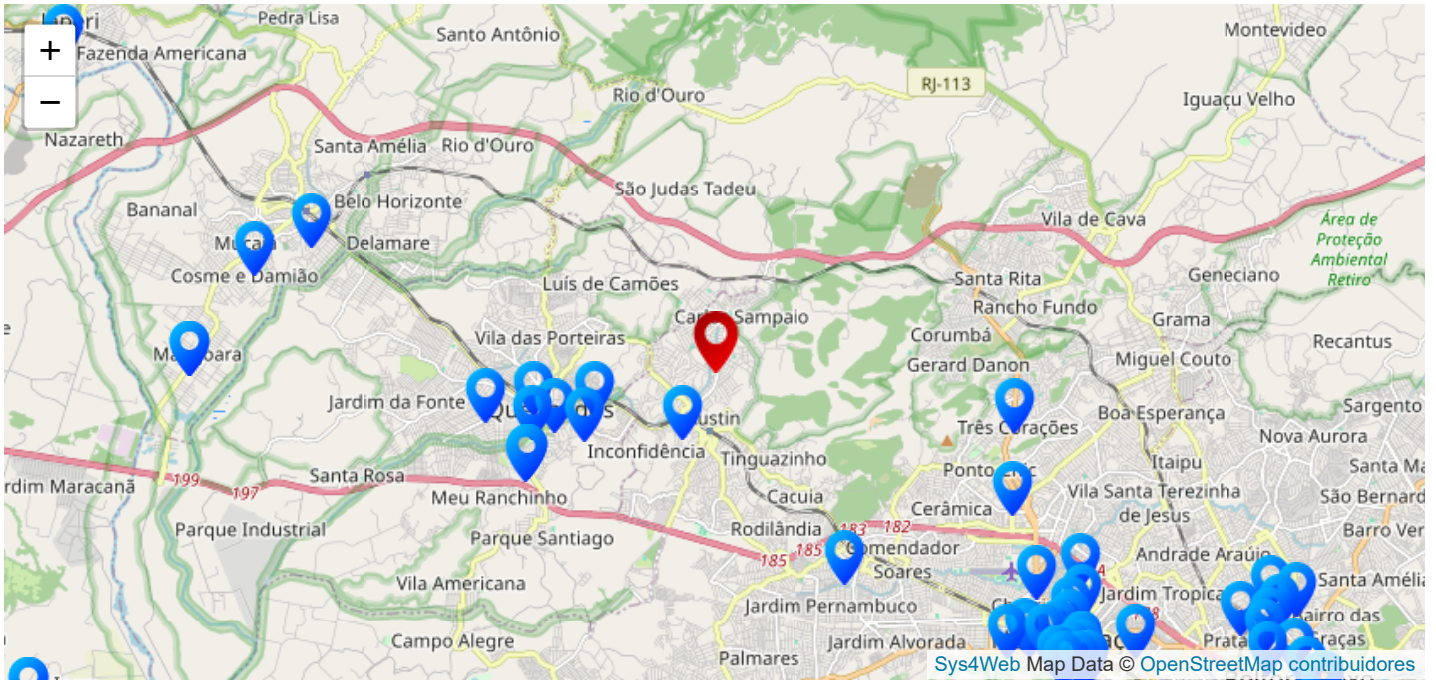 Pedra Lisa
Santo Antônio
Montevideo
+
Fazenda Americana
RJ-113
Rio d'Ouro
Iguaçu Velho
−
Nazareth
Santa Amélia
Rio d'Ouro
São Judas Tadeu
Belo Horizonte
Bananal
Vila de Cava
Área de
Proteção
Ambiental
Retiro
Delamare
Cosme e Damião
Geneciano
Luís de Camões
Santa Rita
Rancho Fundo
Sampaio
Grama
Vila das Porteiras
Corumbá
Recantus
Gerard Danon
Miguel Couto
Jardim da Fonte
Sargento
Boa Esperança
Três Corações
Nova Aurora
Inconfidência
Tinguazinho
Itaipu
Santa Rosa
199
197
Meu Ranchinho
Cacuia
Vila Santa Terezinha
de Jesus
São Bernard
Cerâmica
Parque Industrial
Parque Santiago
Rodilândia
183
182
185
185
Comendador
Soares
Andrade Araújo
Vila Americana
Jardim Tropica
Santa Améli
Jardim Pernambuco
Campo Alegre
Jardim Alvorada
Palmares
Prata
Sys4Web Map Data © OpenStreetMap contribuidores